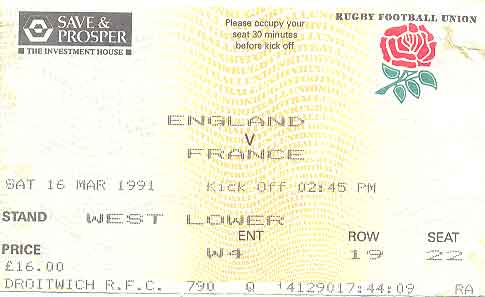 SAVE &
PROSPER
THE INVESTMENT HOUSE
Please occupy your
seat 30 minutes
before kick off
RUGBY FOOTBALL UNION
ENGLAND
V
FRANCE
SAT 16 MAR 1991 Kick Off 02:45 PM
STAND WEST LOWER
ENT ROW SEAT
PRICE W4 19 22
£16.00
DROITWICH R.F.C. 790 Q 4129017:44:09 RA